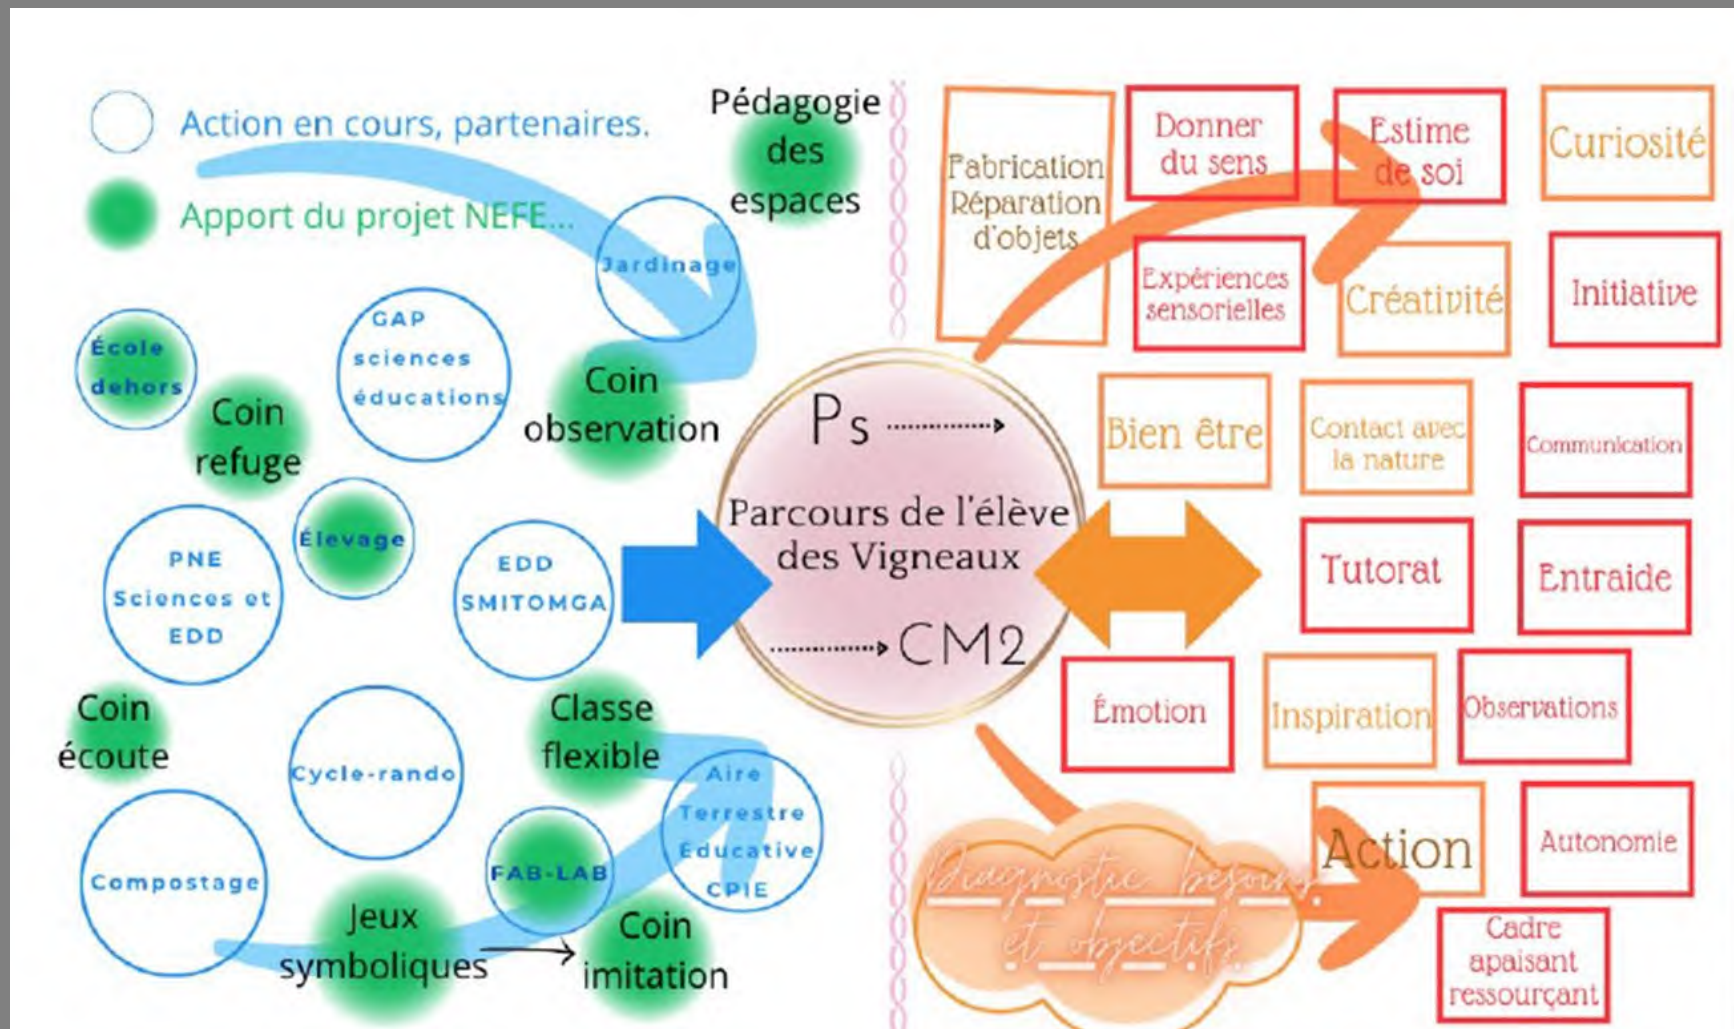 Action en cours, partenaires.
Apport du projet NEFE...
Pédagogie
des
espaces
Jardinage
École
dehors
GAP
sciences
éducations
Coin
refuge
Coin
observation
Élevage
PNE
Sciences et
EDD
EDD
SMITOMGA
Coin
écoute
Cycle-rando
Classe
flexible
Aire
Terrestre
Éducative
CPIE
Compostage
FAB-LAB
Jeux
symboliques
Coin
imitation
Ps
Parcours de l'élève
des Vigneaux
CM2
Fabrication
Réparation
d'objets
Donner
du sens
Estime
de soi
Curiosité
Expériences
sensorielles
Créativité
Initiative
Bien être
Contact avec
la nature
Communication
Tutorat
Entraide
Émotion
Inspiration
Observations
Diagnostic besoins
et objectifs
Action
Autonomie
Cadre
apaisant
ressourçant